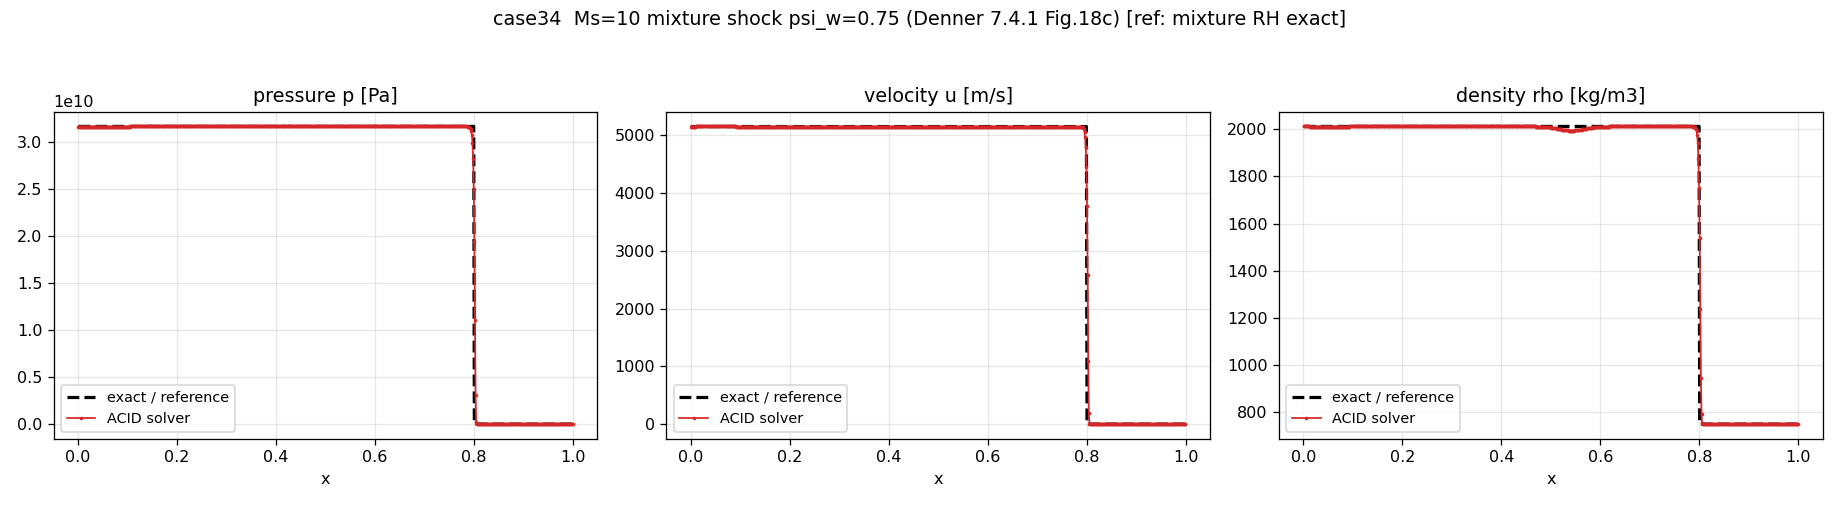 case34  Ms=10 mixture shock psi_w=0.75 (Denner 7.4.1 Fig.18c) [ref: mixture RH exact]
pressure p [Pa]
1e10
3.0
2.5
2.0
1.5
1.0
0.5
0.0
0.0 0.2 0.4 0.6 0.8 1.0
x
exact / reference
ACID solver
velocity u [m/s]
5000
4000
3000
2000
1000
0
0.0 0.2 0.4 0.6 0.8 1.0
x
exact / reference
ACID solver
density rho [kg/m3]
2000
1800
1600
1400
1200
1000
800
0.0 0.2 0.4 0.6 0.8 1.0
x
exact / reference
ACID solver